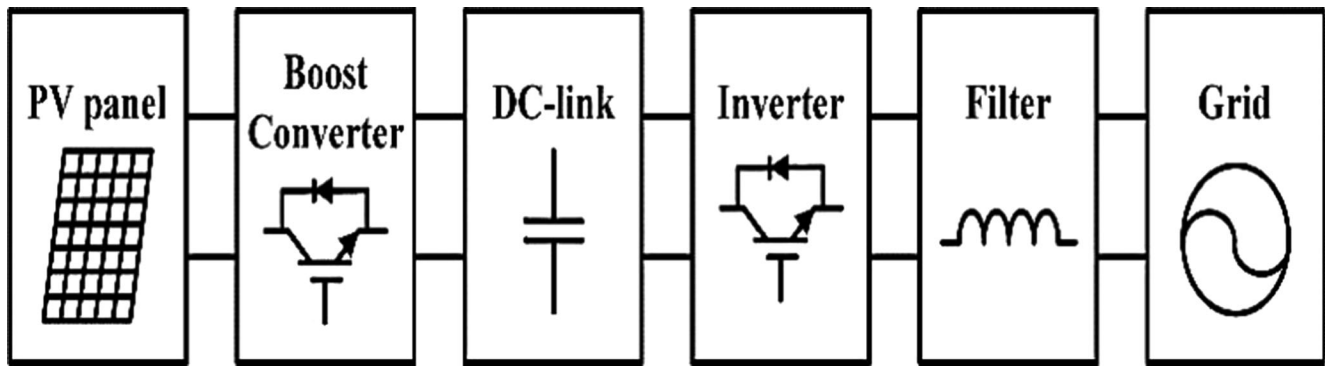 PV panel
Boost
Converter
DC-link
Inverter
Filter
Grid